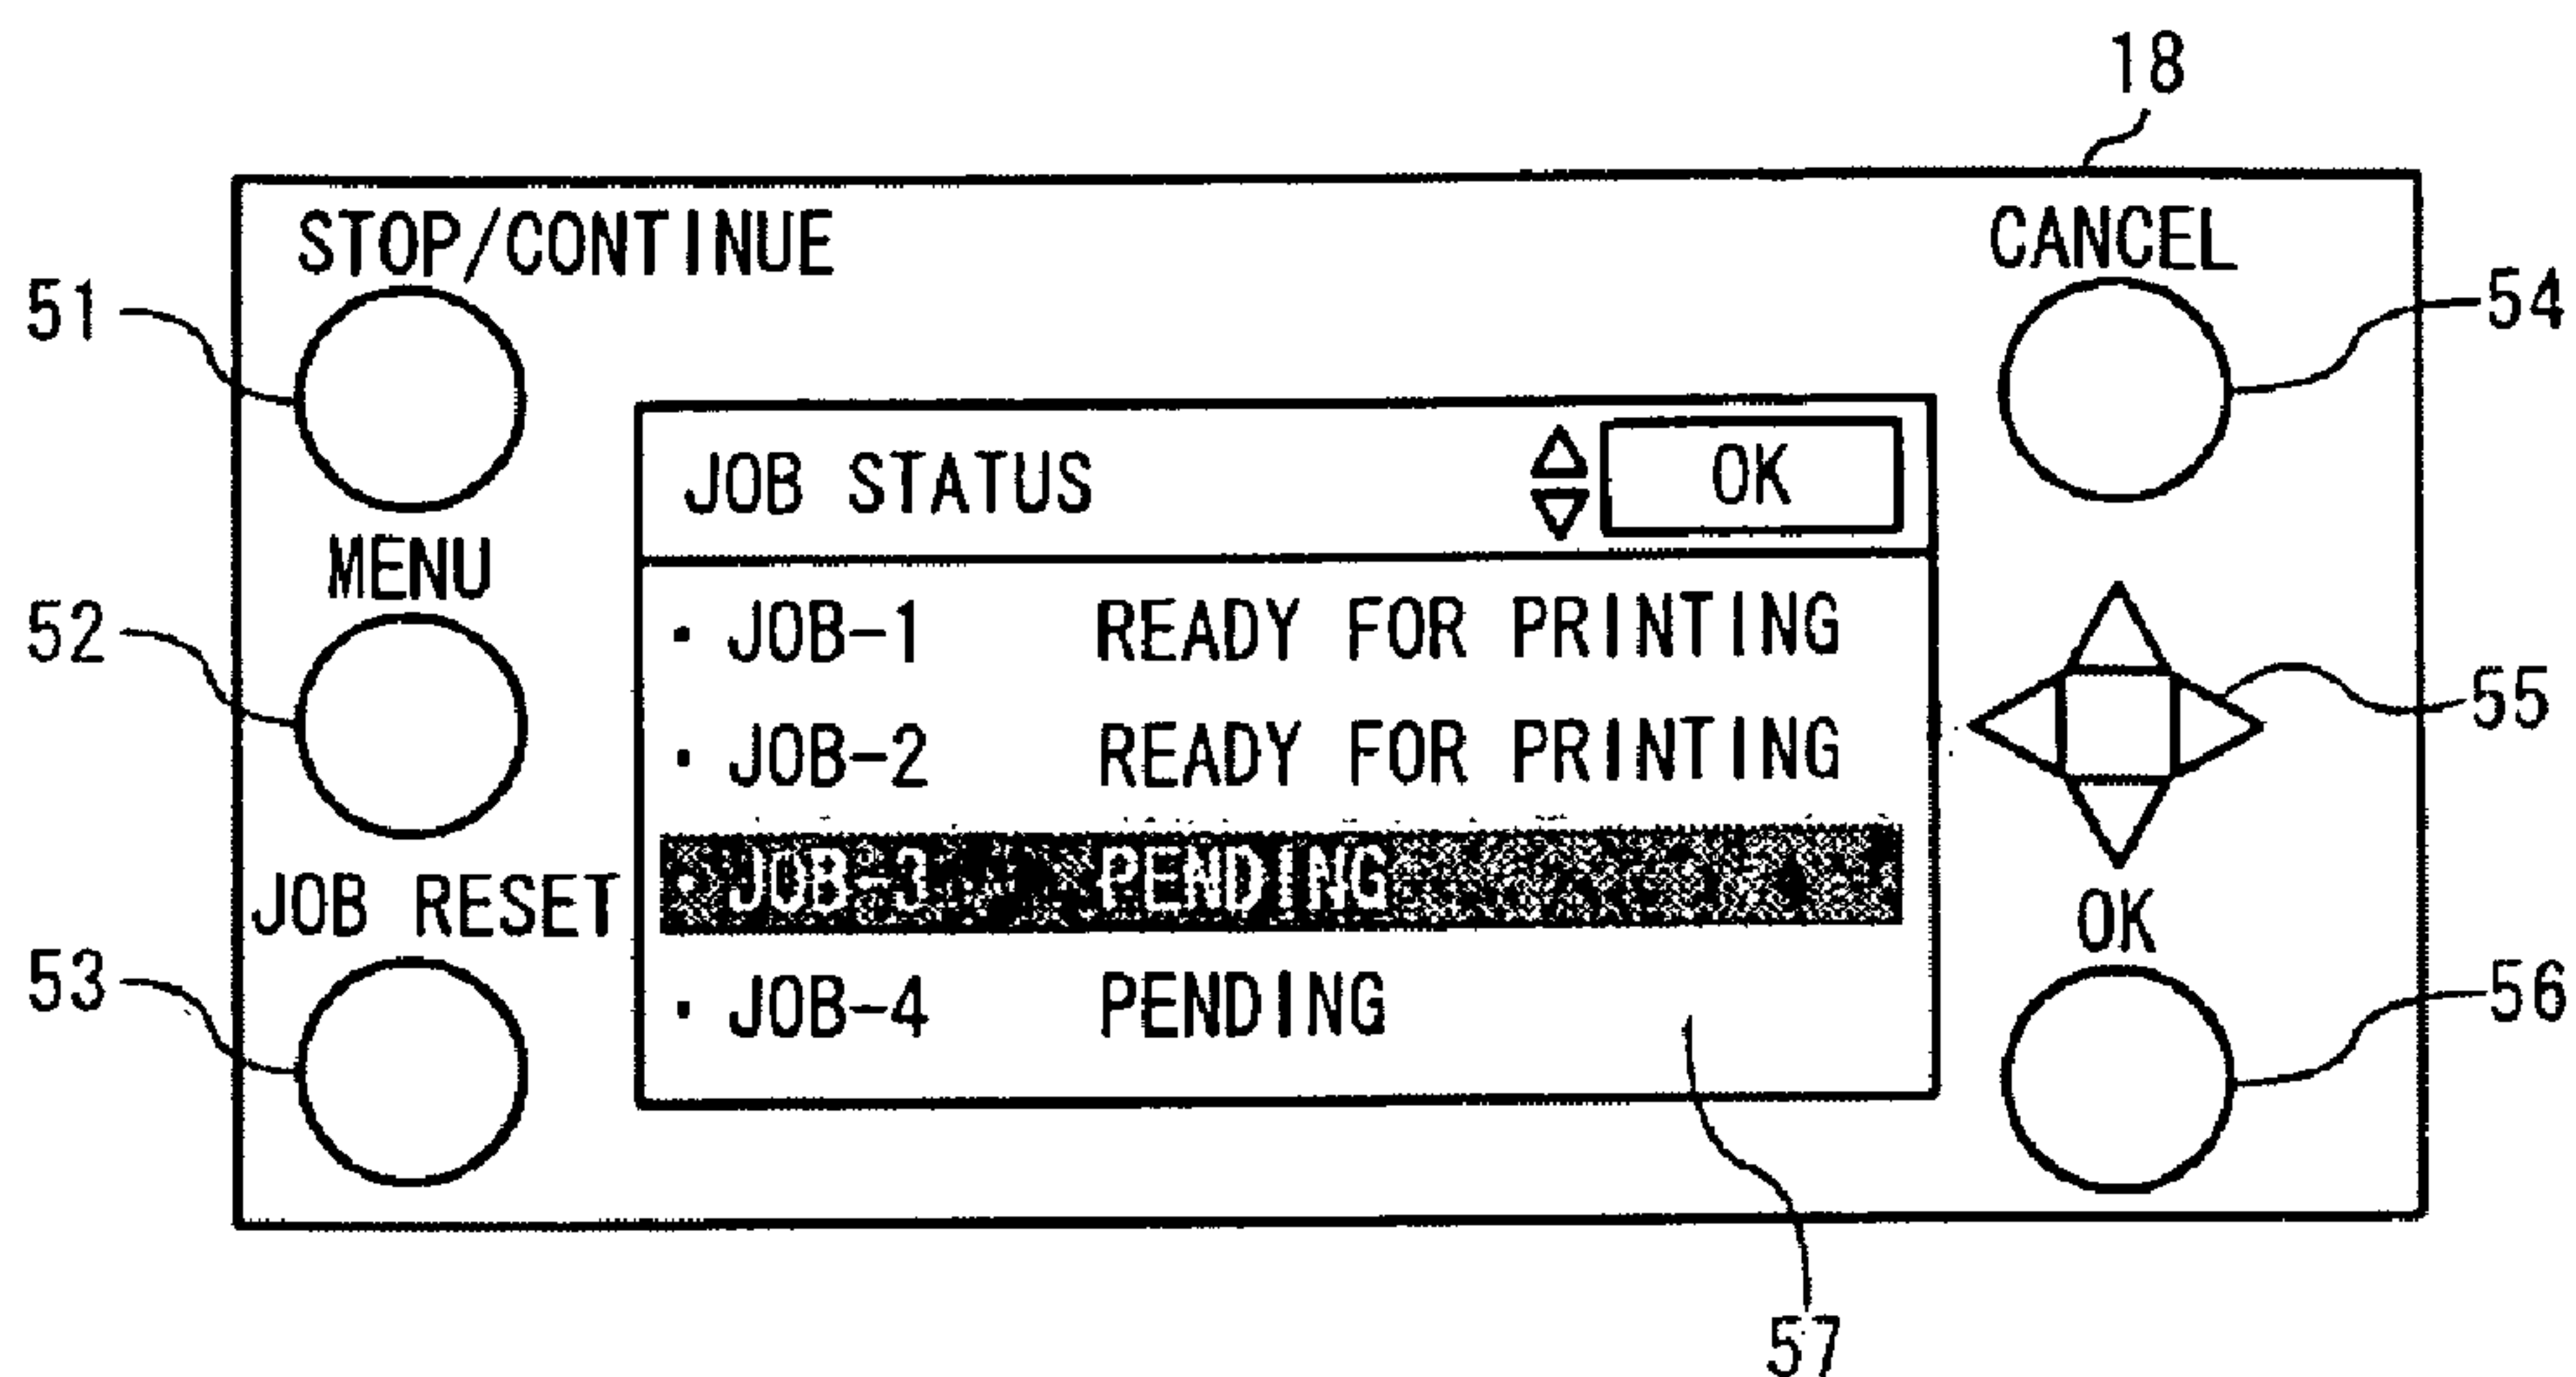 18
STOP/CONTINUE
CANCEL
51
54
JOB STATUS OK
MENU
52
· JOB-1 READY FOR PRINTING
· JOB-2 READY FOR PRINTING
55
JOB RESET
· JOB-3 PENDING
OK
53
· JOB-4 PENDING
56
57